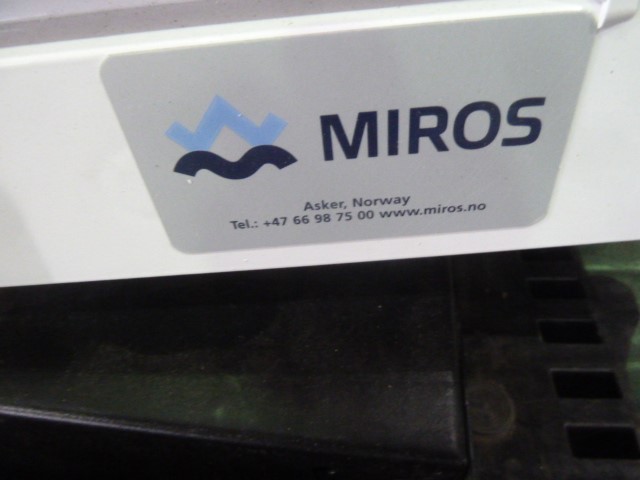 MIROS
Asker, Norway
Tel.: +47 66 98 75 00 www.miros.no